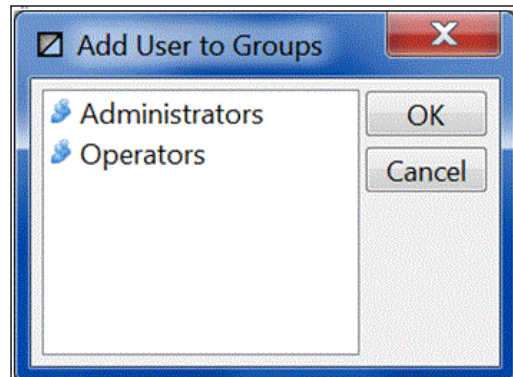 Add User to Groups
Administrators
OK
Operators
Cancel